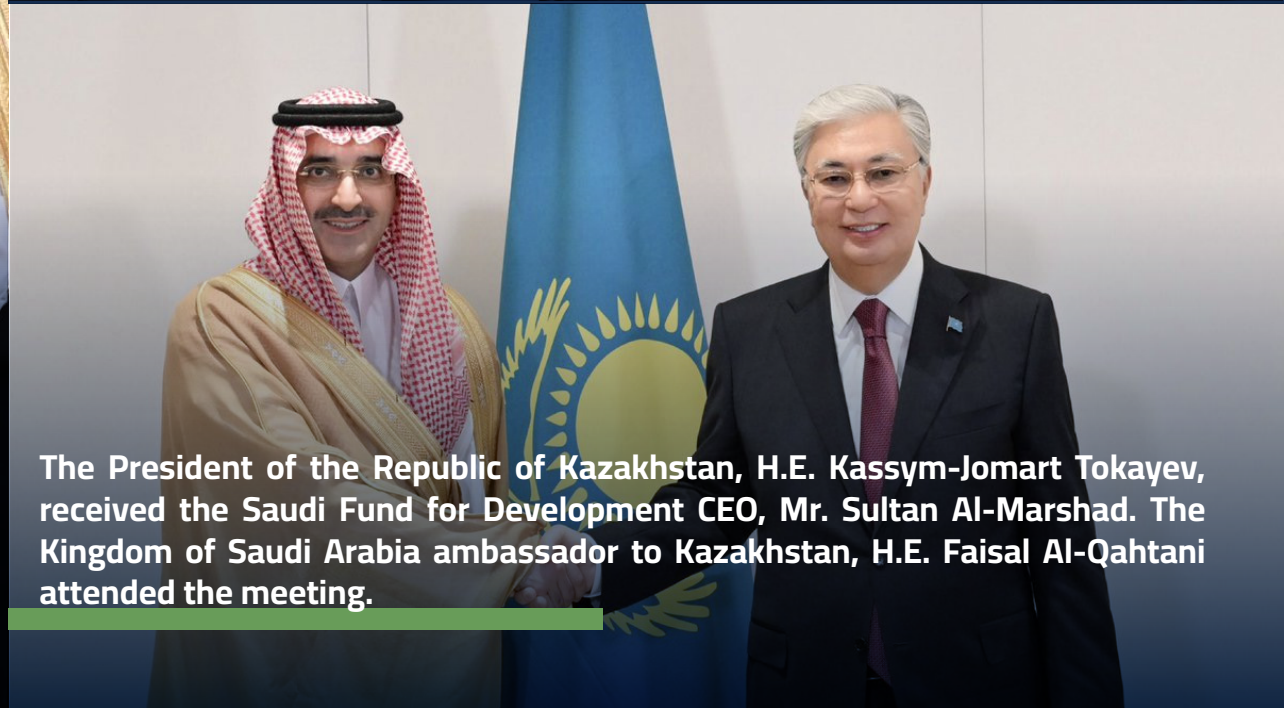 The President of the Republic of Kazakhstan, H.E. Kassym-Jomart Tokayev,
received the Saudi Fund for Development CEO, Mr. Sultan Al-Marshad. The
Kingdom of Saudi Arabia ambassador to Kazakhstan, H.E. Faisal Al-Qahtani
attended the meeting.